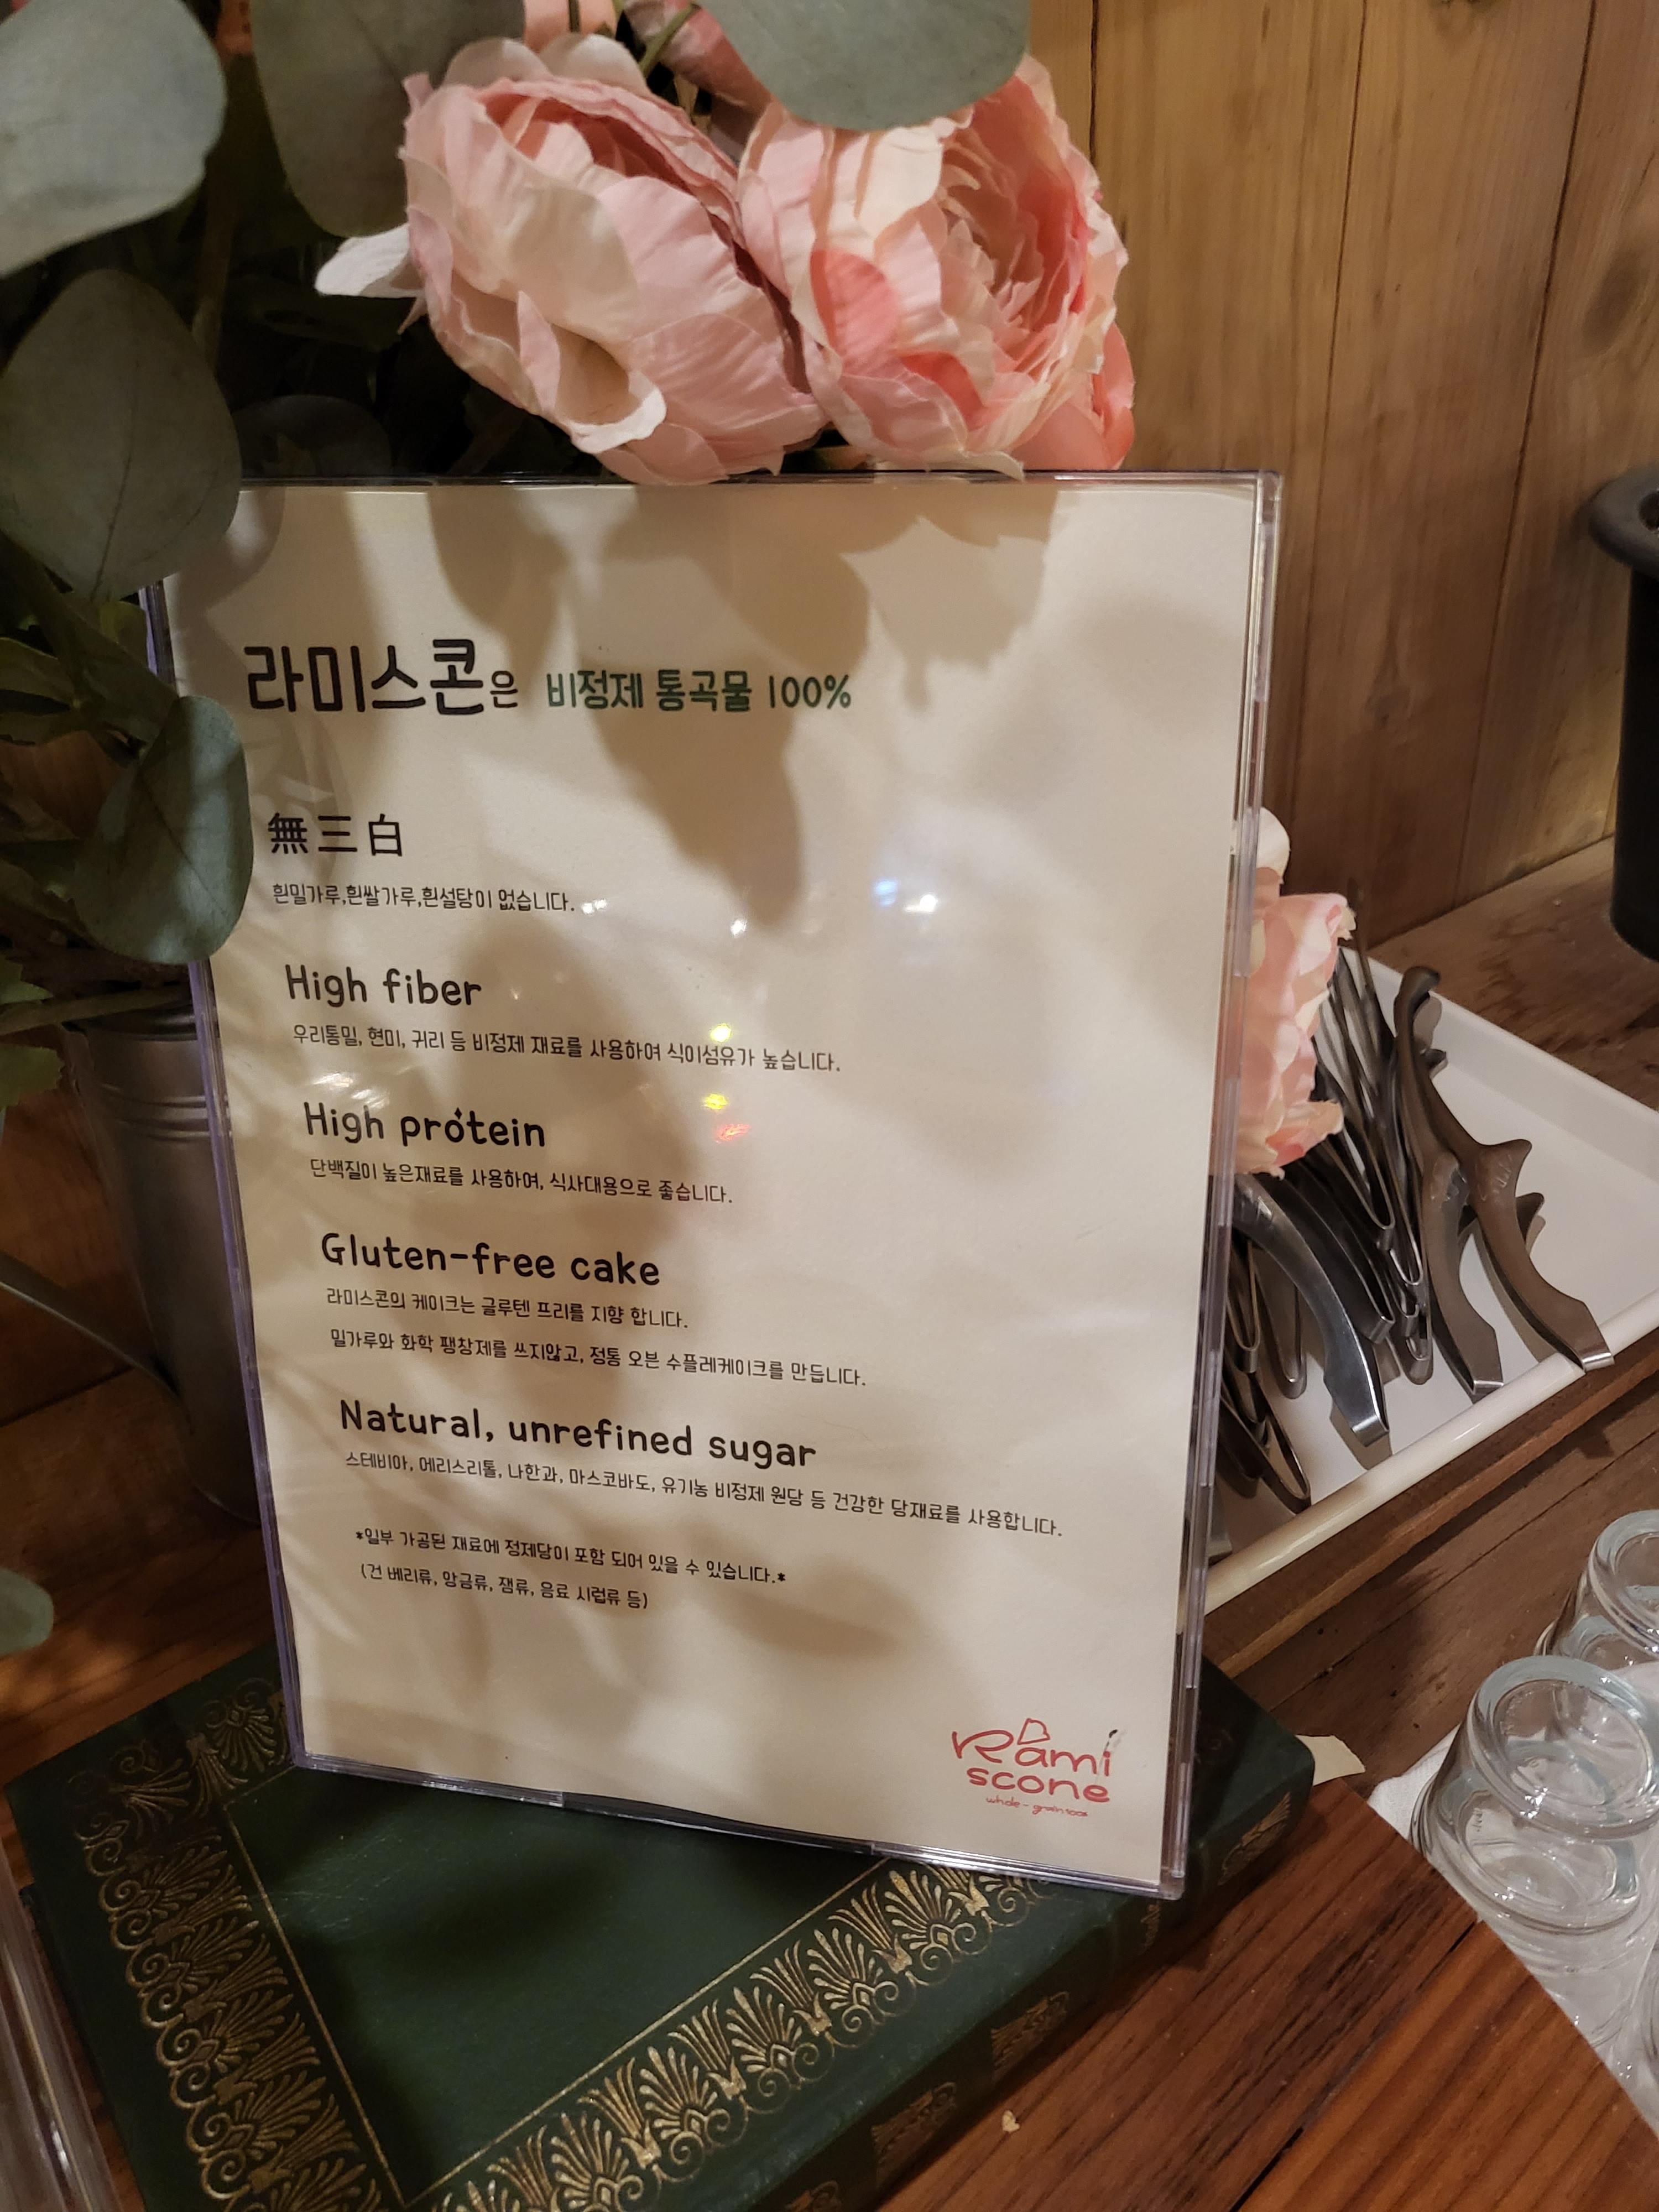 라미스콘은 비정제 통곡물 100%
無三白
흰밀가루,흰쌀가루,흰설탕이 없습니다.
High fiber
우리통밀, 현미, 귀리 등 비정제 재료를 사용하여 식이섬유가 높습니다.
High protein
단백질이 높은재료를 사용하여, 식사대용으로 좋습니다.
Gluten-free cake
라미스콘의 케이크는 글루텐 프리를 지향 합니다.
밀가루와 화학 팽창제를 쓰지않고, 정통 오븐 수플레케이크를 만듭니다.
Natural, unrefined sugar
스테비아, 에리스리톨, 나한과, 마스코바도, 유기농 비정제 원당 등 건강한 당재료를 사용합니다.
*일부 가공된 재료에 정제당이 포함 되어 있을 수 있습니다.*
(건 베리류, 앙금류, 잼류, 음료 시럽류 등)
Rami
scone
whole-grain 100%